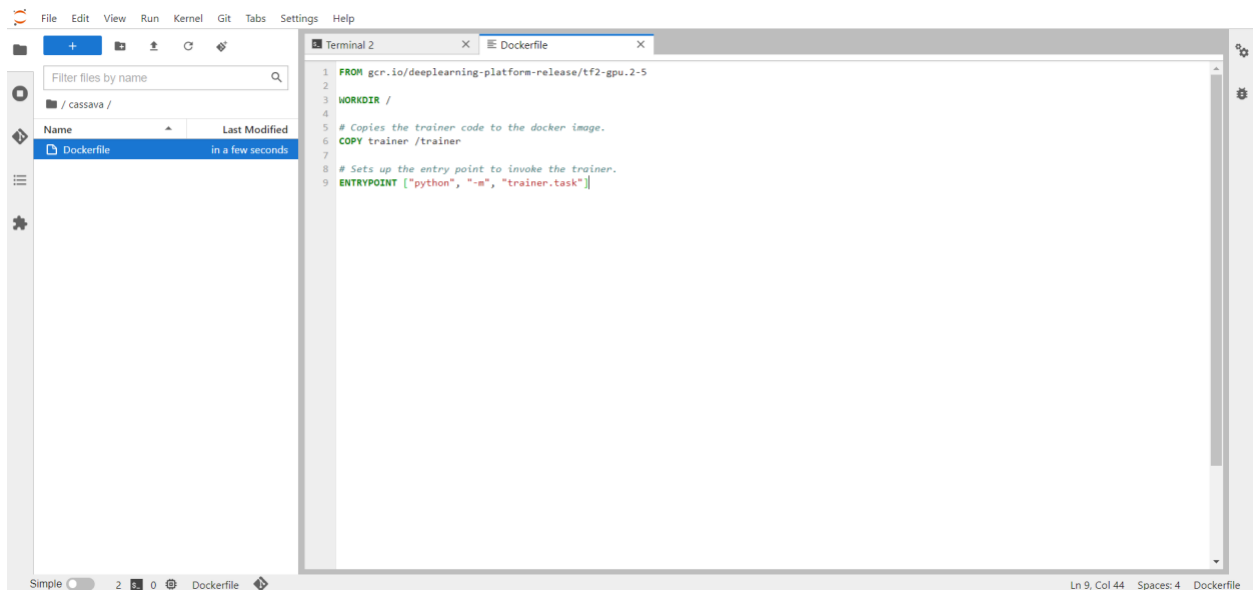 File Edit View Run Kernel Git Tabs Settings Help
+
Filter files by name
/ cassava /
Name Last Modified
Dockerfile in a few seconds
Terminal 2 Dockerfile
1 FROM gcr.io/deeplearning-platform-release/tf2-gpu.2-5
2
3 WORKDIR /
4
5 # Copies the trainer code to the docker image.
6 COPY trainer /trainer
7
8 # Sets up the entry point to invoke the trainer.
9 ENTRYPOINT ["python", "-m", "trainer.task"]
Simple 2 0 Dockerfile Ln 9, Col 44 Spaces: 4 Dockerfile